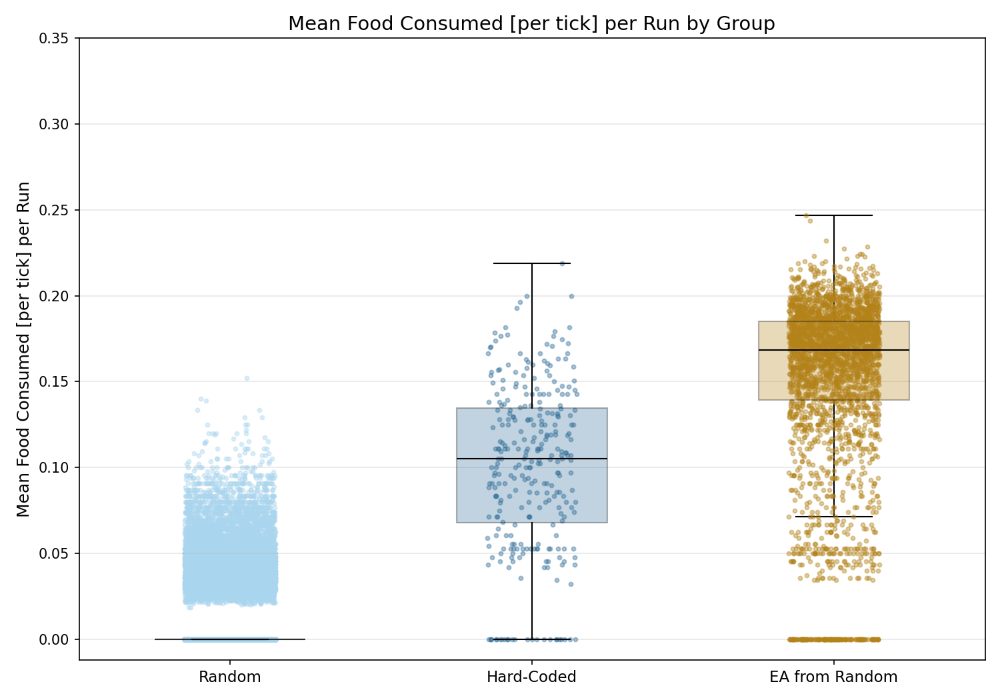 Mean Food Consumed [per tick] per Run by Group
Mean Food Consumed [per tick] per Run
0.35
0.30
0.25
0.20
0.15
0.10
0.05
0.00
Random
Hard-Coded
EA from Random